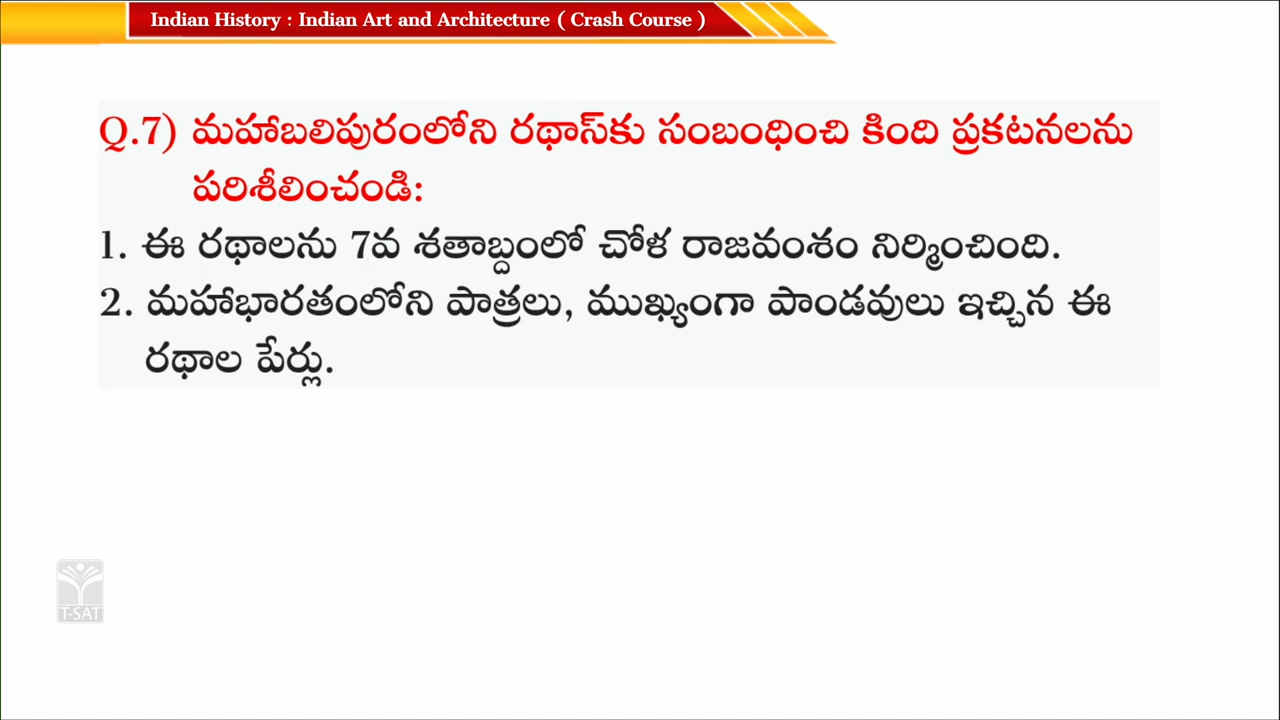 Indian History : Indian Art and Architecture ( Crash Course )
Q.7) మహాబలిపురంలోని రథాస్‌కు సంబంధించి కింది ప్రకటనలను
పరిశీలించండి:
1. ఈ రథాలను 7వ శతాబ్దంలో చోళ రాజవంశం నిర్మించింది.
2. మహాభారతంలోని పాత్రలు, ముఖ్యంగా పాండవులు ఇచ్చిన ఈ
రథాల పేర్లు.
T-SAT